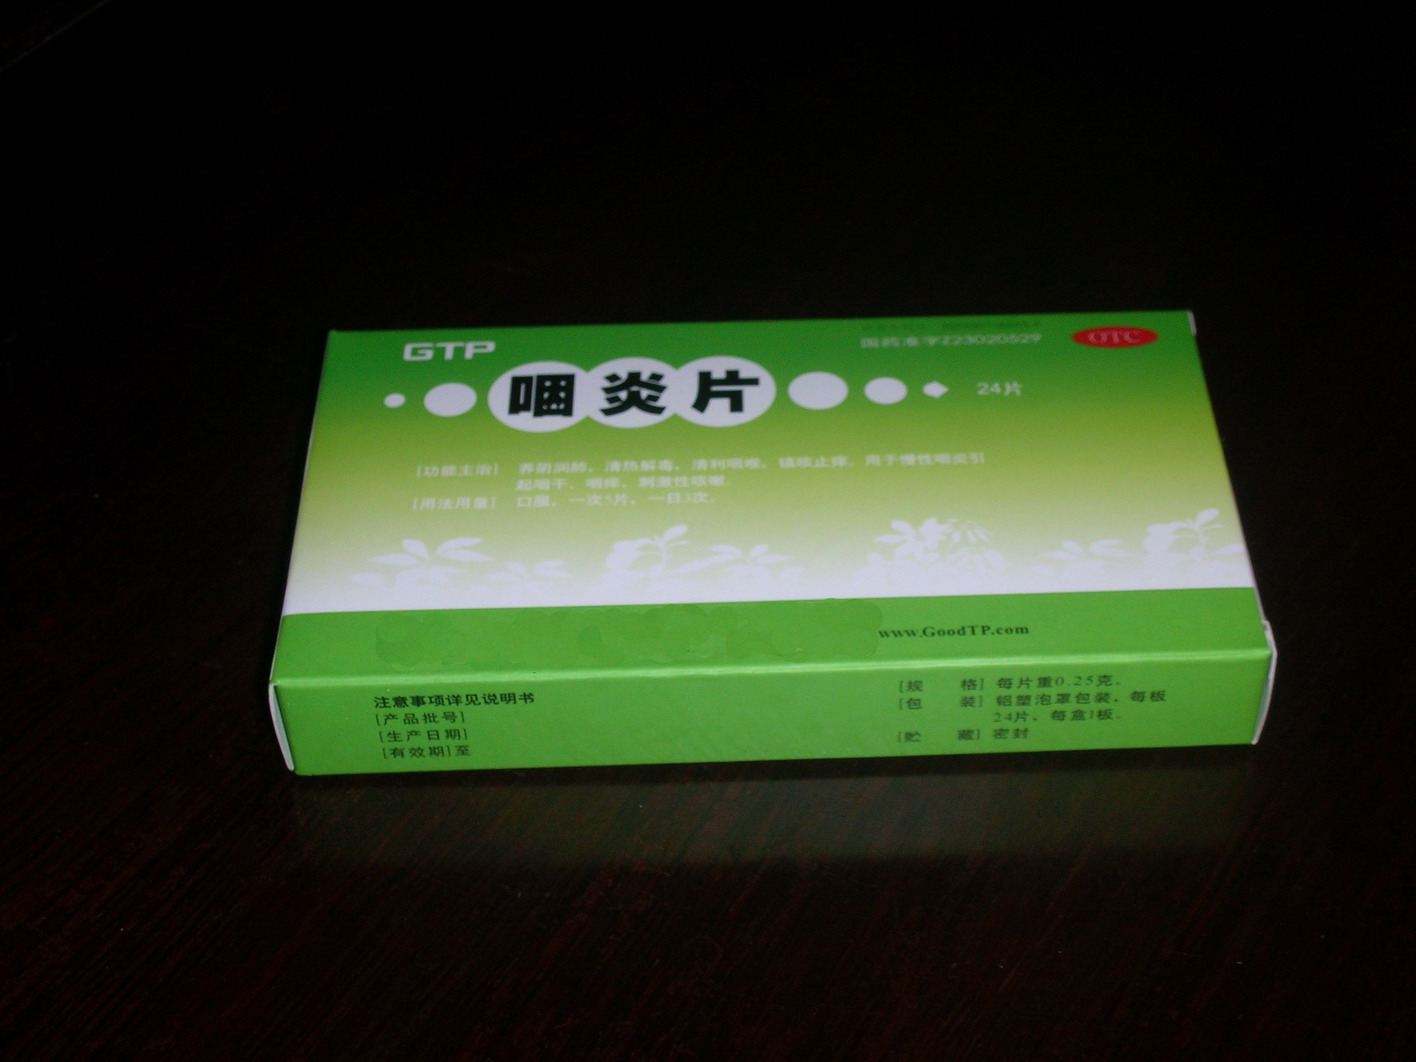 GTP
国药准字Z23020529
OTC
咽炎片
24片
[功能主治] 养阴润肺，清热解毒，清利咽喉，镇咳止痒。用于慢性咽炎引
起咽干、咽痒、刺激性咳嗽。
[用法用量] 口服，一次5片，一日3次。
www.GoodTP.com
注意事项详见说明书
[产品批号]
[生产日期]
[有效期]至
[规 格] 每片重0.25克。
[包 装] 铝塑泡罩包装，每板
24片，每盒1板。
[贮 藏] 密封